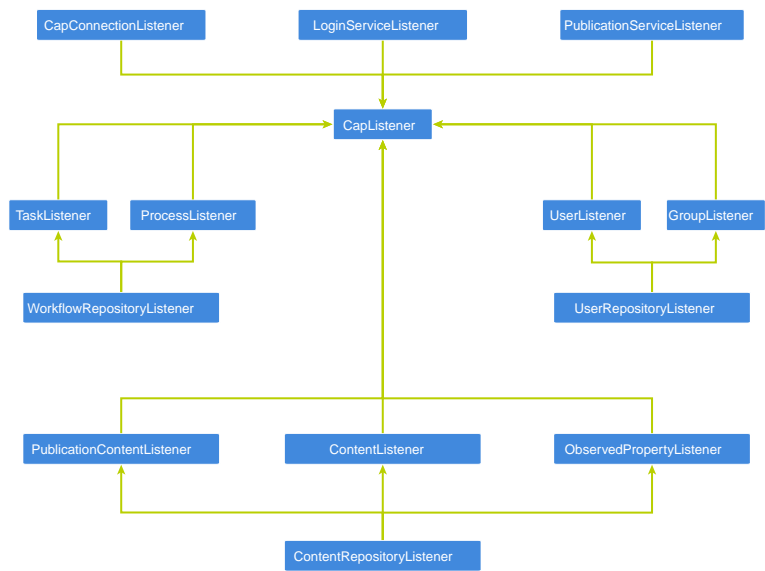 CapConnectionListener
LoginServiceListener
PublicationServiceListener
CapListener
TaskListener
ProcessListener
UserListener
GroupListener
WorkflowRepositoryListener
UserRepositoryListener
PublicationContentListener
ContentListener
ObservedPropertyListener
ContentRepositoryListener